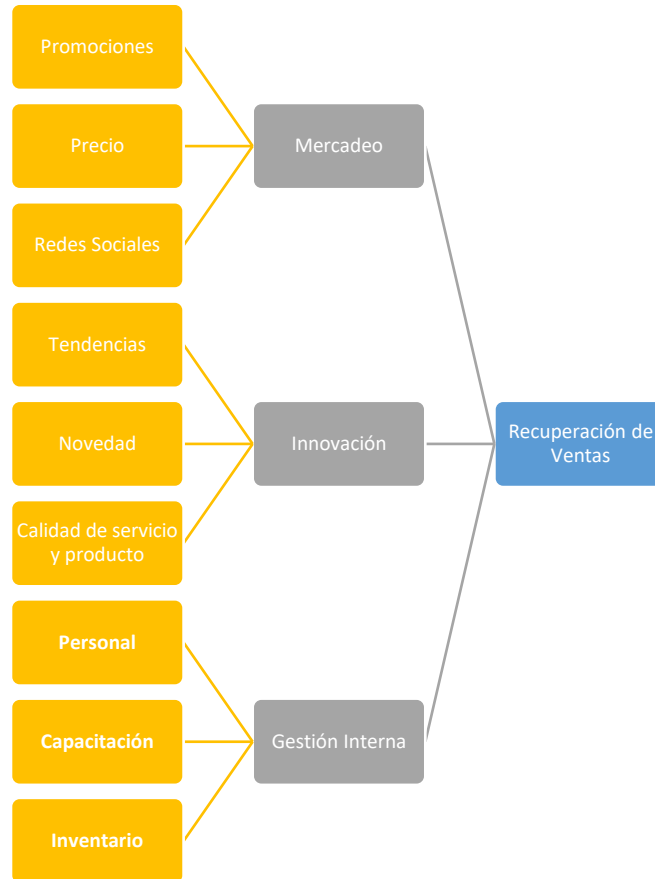 Promociones
Precio
Redes Sociales
Mercadeo
Tendencias
Novedad
Calidad de servicio
y producto
Innovación
Personal
Capacitación
Inventario
Gestión Interna
Recuperación de
Ventas